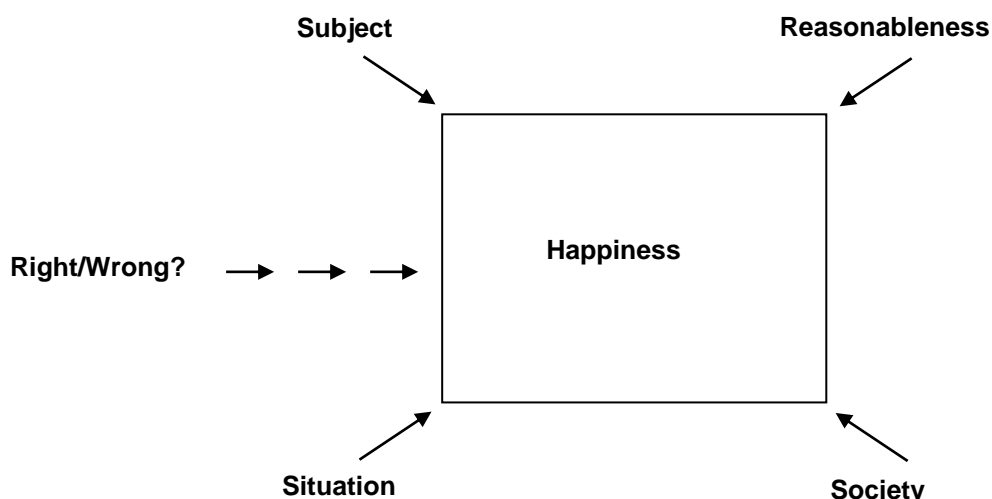 Subject
Reasonableness
Happiness
Right/Wrong?
Situation
Society